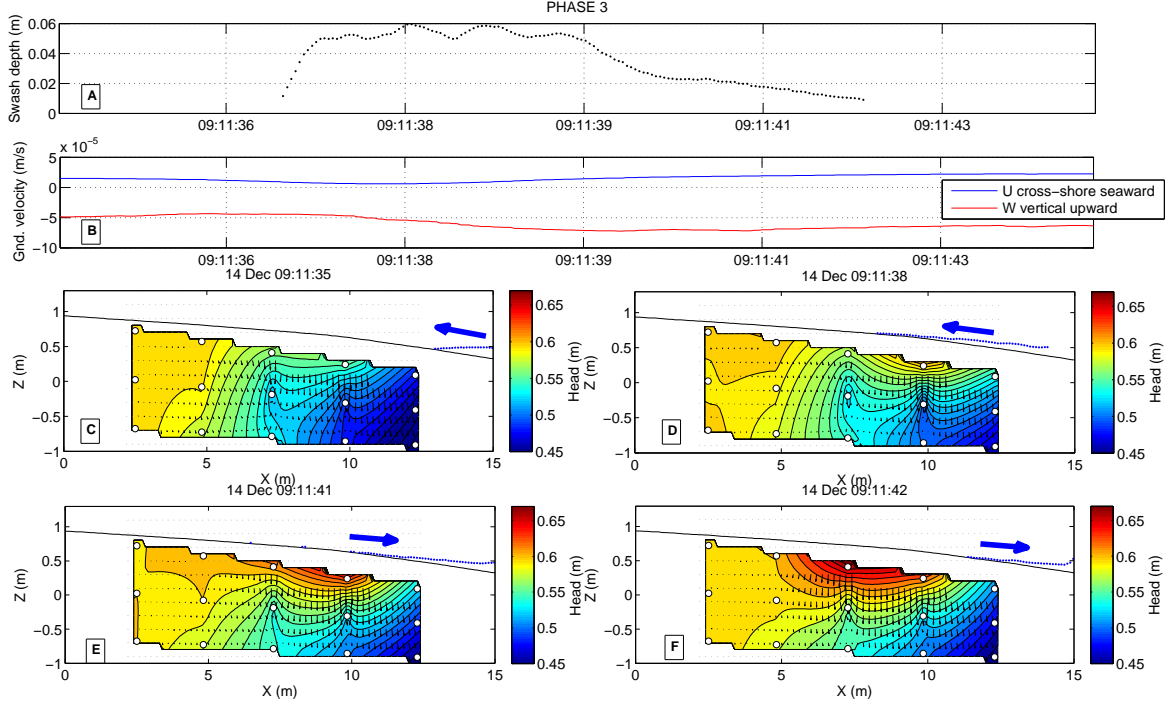 PHASE 3
Swash depth (m)
0.06
0.04
0.02
0
A
09:11:36
09:11:38
09:11:39
09:11:41
09:11:43
x 10⁻⁵
Gnd. velocity (m/s)
5
0
−5
−10
B
U cross−shore seaward
W vertical upward
09:11:36
09:11:38
09:11:39
09:11:41
09:11:43
14 Dec 09:11:35
Z (m)
1
0.5
0
−0.5
−1
C
0
5
10
15
X (m)
Head (m)
0.65
0.6
0.55
0.5
0.45
14 Dec 09:11:38
Z (m)
1
0.5
0
−0.5
−1
D
0
5
10
15
X (m)
Head (m)
0.65
0.6
0.55
0.5
0.45
14 Dec 09:11:41
Z (m)
1
0.5
0
−0.5
−1
E
0
5
10
15
X (m)
Head (m)
0.65
0.6
0.55
0.5
0.45
14 Dec 09:11:42
Z (m)
1
0.5
0
−0.5
−1
F
0
5
10
15
X (m)
Head (m)
0.65
0.6
0.55
0.5
0.45